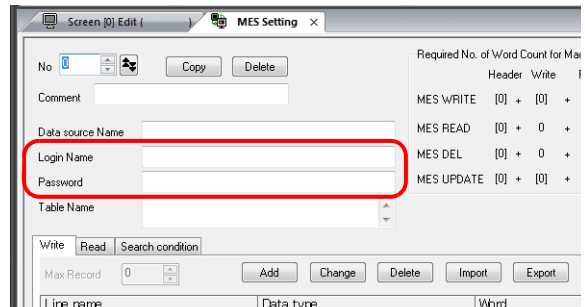 Screen [0] Edit ( ) MES Setting ×
No 0 Copy Delete
Comment
Data source Name
Login Name
Password
Table Name
Required No. of Word Count for Mac
Header Write
MES WRITE [0] + [0] +
MES READ [0] + 0 +
MES DEL [0] + 0 +
MES UPDATE [0] + [0] +
Write Read Search condition
Max Record 0 Add Change Delete Import Export
Line name Data type Word